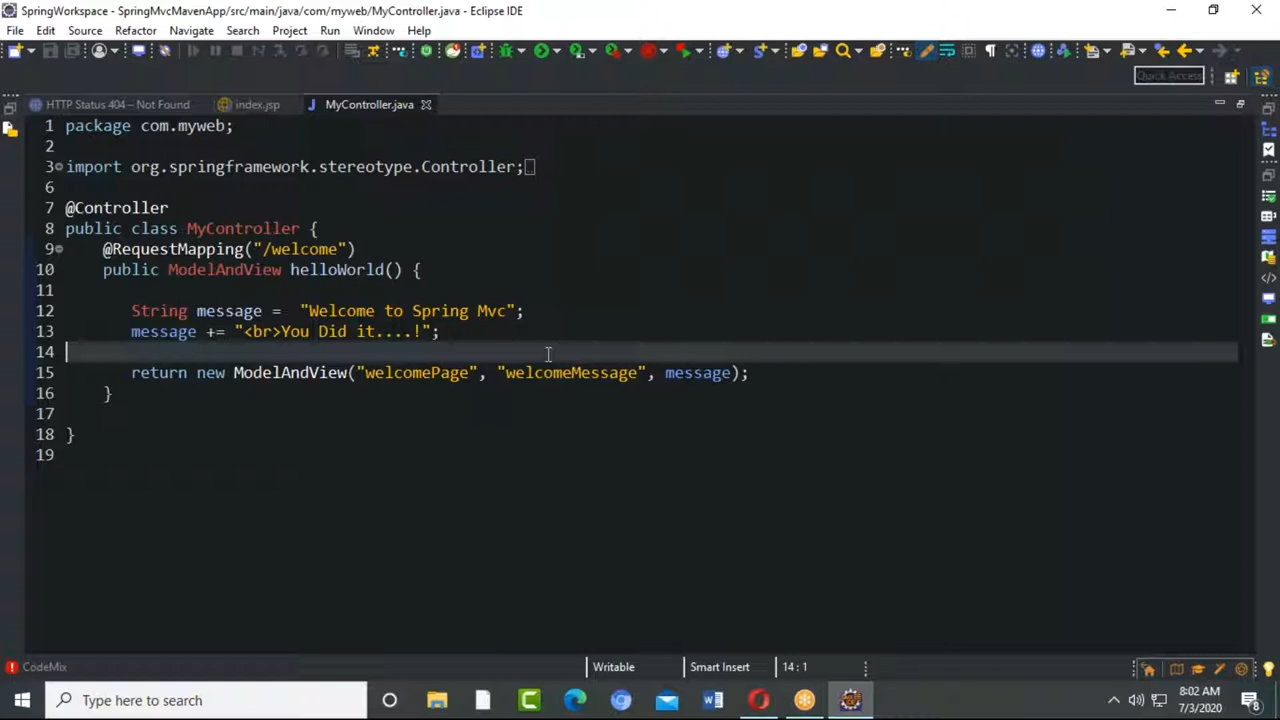 SpringWorkspace - SpringMvcMavenApp/src/main/java/com/myweb/MyController.java - Eclipse IDE
File Edit Source Refactor Navigate Search Project Run Window Help
Quick Access
HTTP Status 404 – Not Found index.jsp MyController.java
1 package com.myweb;
2
3 import org.springframework.stereotype.Controller;
6
7 @Controller
8 public class MyController {
9 @RequestMapping("/welcome")
10 public ModelAndView helloWorld() {
11
12 String message = "Welcome to Spring Mvc";
13 message += "<br>You Did it....!";
14
15 return new ModelAndView("welcomePage", "welcomeMessage", message);
16 }
17
18 }
19
CodeMix Writable Smart Insert 14 : 1
Type here to search
8:02 AM
7/3/2020
8